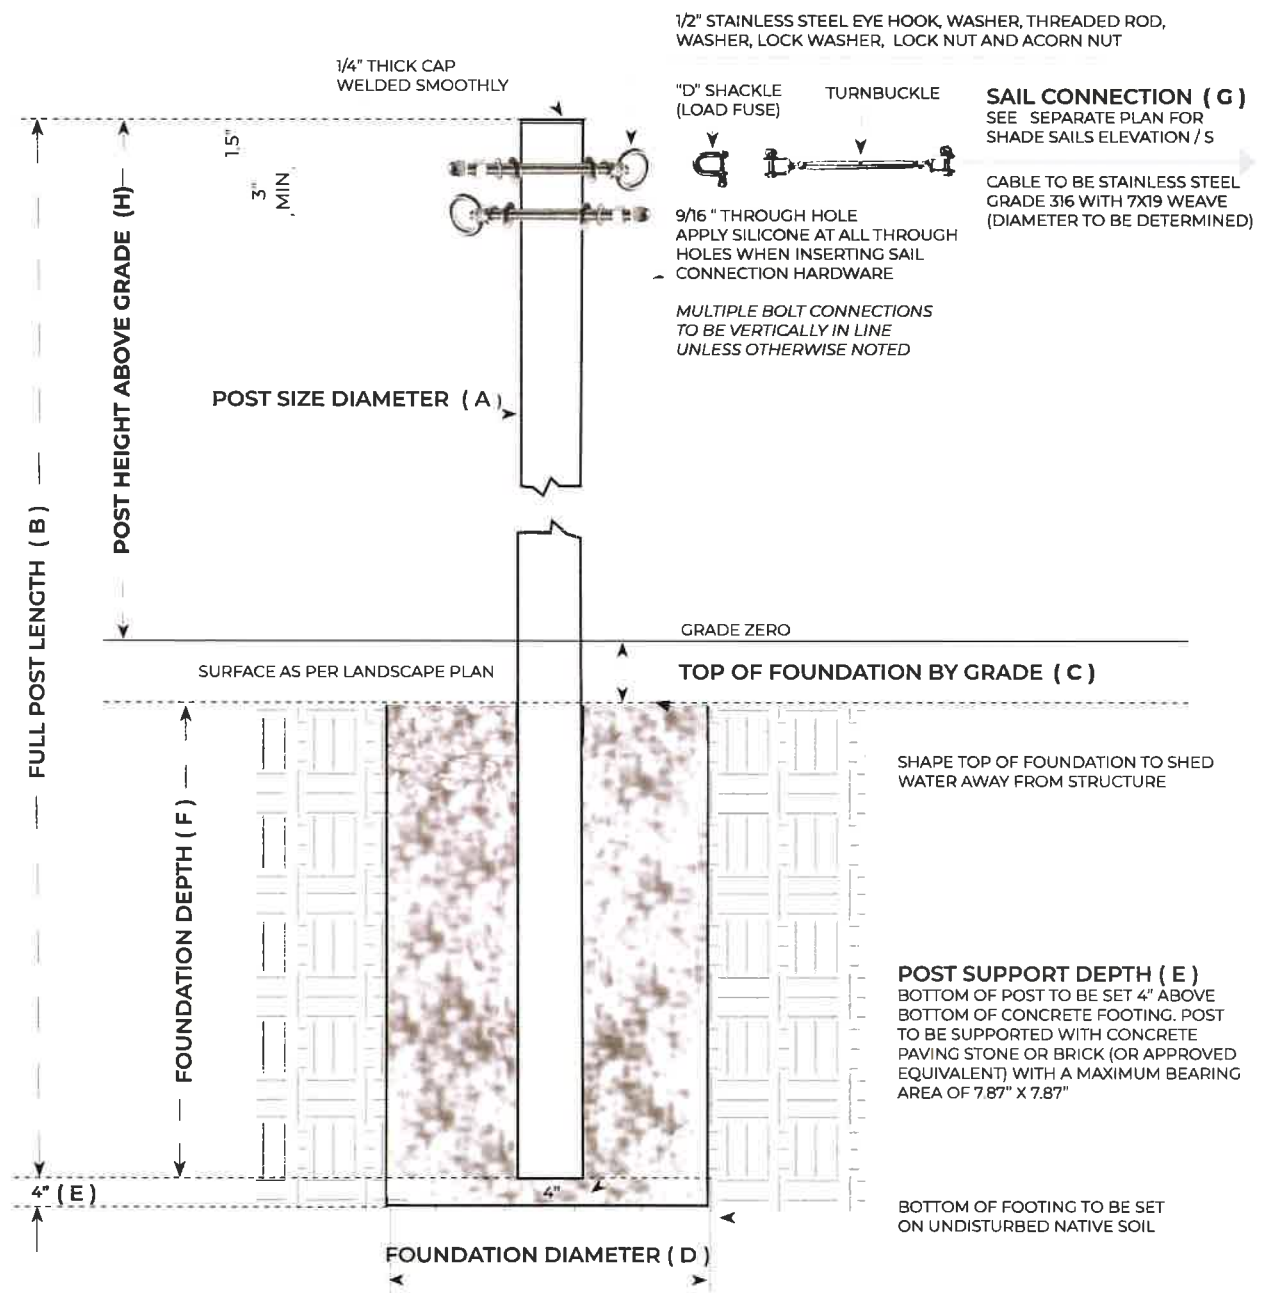 1/2" STAINLESS STEEL EYE HOOK, WASHER, THREADED ROD,
WASHER, LOCK WASHER, LOCK NUT AND ACORN NUT
1/4" THICK CAP
WELDED SMOOTHLY
"D" SHACKLE
(LOAD FUSE)
TURNBUCKLE
SAIL CONNECTION ( G )
SEE SEPARATE PLAN FOR
SHADE SAILS ELEVATION / S
CABLE TO BE STAINLESS STEEL
GRADE 316 WITH 7X19 WEAVE
(DIAMETER TO BE DETERMINED)
1.5"
3"
MIN.
9/16 " THROUGH HOLE
APPLY SILICONE AT ALL THROUGH
HOLES WHEN INSERTING SAIL
CONNECTION HARDWARE
MULTIPLE BOLT CONNECTIONS
TO BE VERTICALLY IN LINE
UNLESS OTHERWISE NOTED
POST SIZE DIAMETER ( A )
POST HEIGHT ABOVE GRADE (H)
FULL POST LENGTH ( B )
GRADE ZERO
SURFACE AS PER LANDSCAPE PLAN
TOP OF FOUNDATION BY GRADE ( C )
SHAPE TOP OF FOUNDATION TO SHED
WATER AWAY FROM STRUCTURE
FOUNDATION DEPTH ( F )
POST SUPPORT DEPTH ( E )
BOTTOM OF POST TO BE SET 4" ABOVE
BOTTOM OF CONCRETE FOOTING. POST
TO BE SUPPORTED WITH CONCRETE
PAVING STONE OR BRICK (OR APPROVED
EQUIVALENT) WITH A MAXIMUM BEARING
AREA OF 7.87" X 7.87"
4" ( E )
4"
BOTTOM OF FOOTING TO BE SET
ON UNDISTURBED NATIVE SOIL
FOUNDATION DIAMETER ( D )